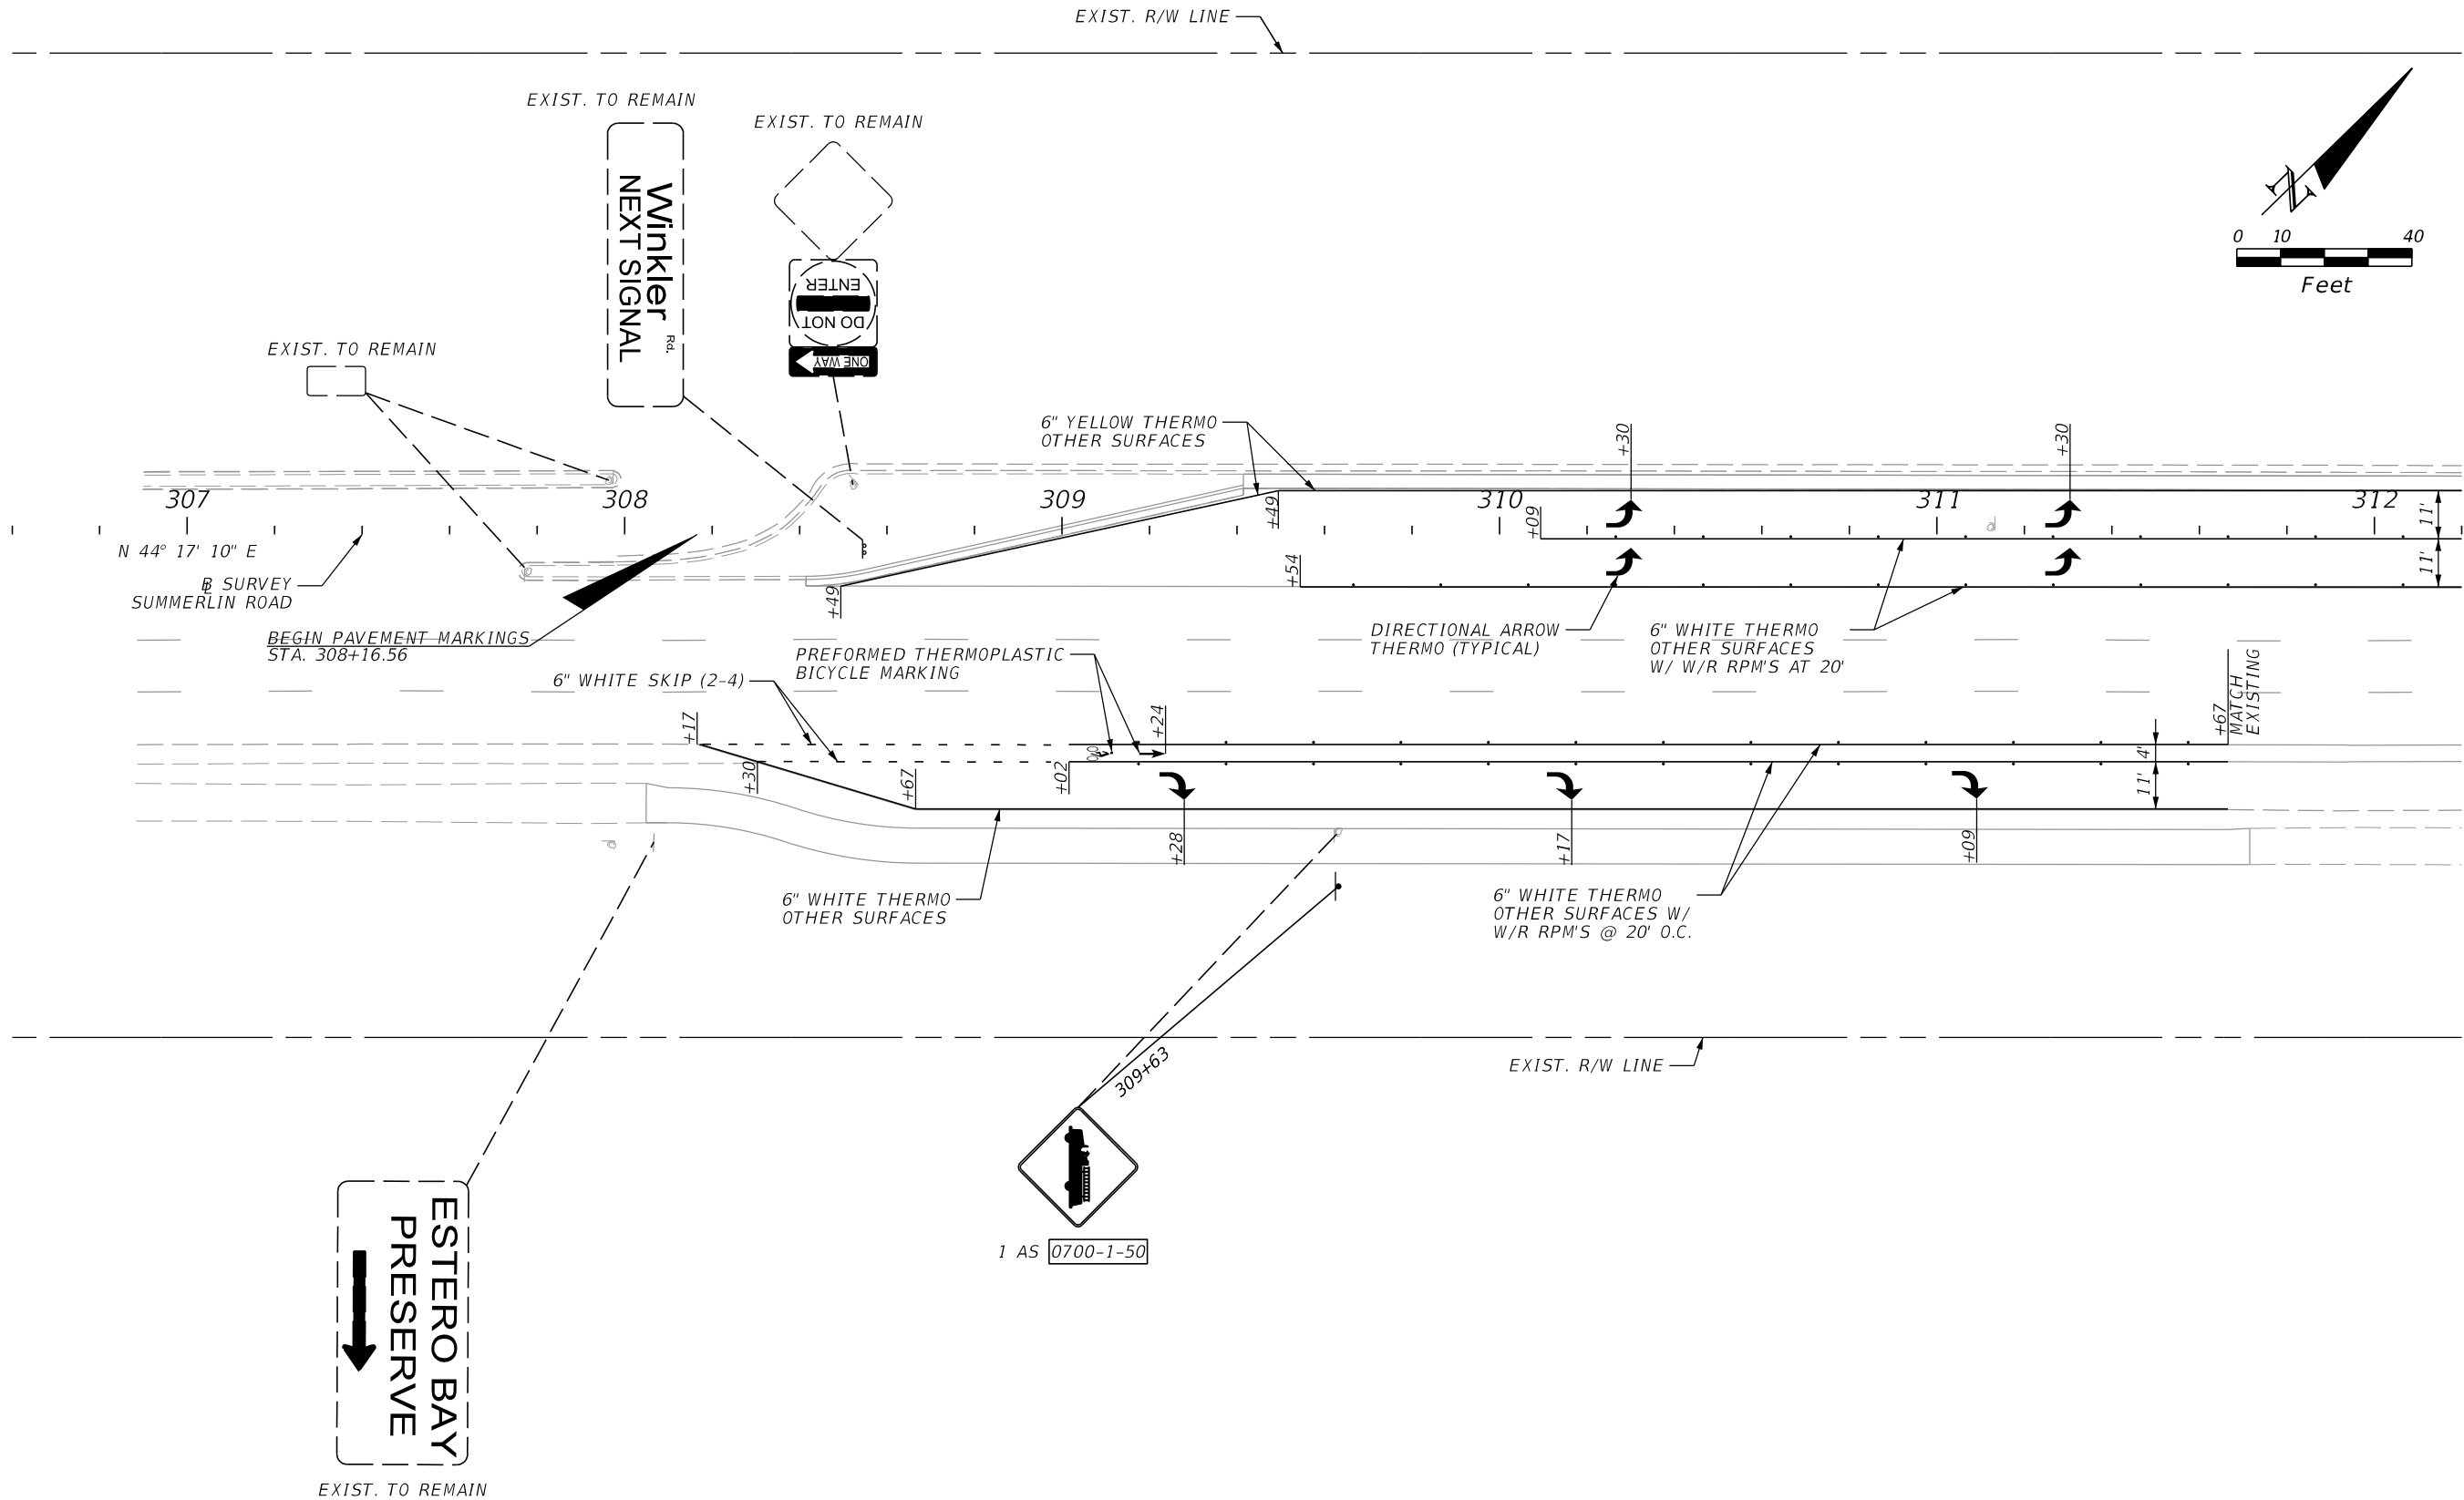 EXIST. R/W LINE
EXIST. TO REMAIN
Winkler Rd.
NEXT SIGNAL
EXIST. TO REMAIN
DO NOT
ENTER
ONE WAY
N
0 10 40
Feet
EXIST. TO REMAIN
6" YELLOW THERMO
OTHER SURFACES
+30
+30
307
308
309
310
311
312
+49
+09
11'
11'
N 44° 17' 10" E
B SURVEY
SUMMERLIN ROAD
+49
+54
BEGIN PAVEMENT MARKINGS
STA. 308+16.56
DIRECTIONAL ARROW
THERMO (TYPICAL)
6" WHITE THERMO
OTHER SURFACES
W/ W/R RPM'S AT 20'
PREFORMED THERMOPLASTIC
BICYCLE MARKING
6" WHITE SKIP (2-4)
+17
+24
+67
MATCH
EXISTING
+30
+67
+02
4'
11'
+28
+17
+09
6" WHITE THERMO
OTHER SURFACES
6" WHITE THERMO
OTHER SURFACES W/
W/R RPM'S @ 20' O.C.
EXIST. R/W LINE
309+63
1 AS 0700-1-50
ESTERO BAY
PRESERVE
EXIST. TO REMAIN